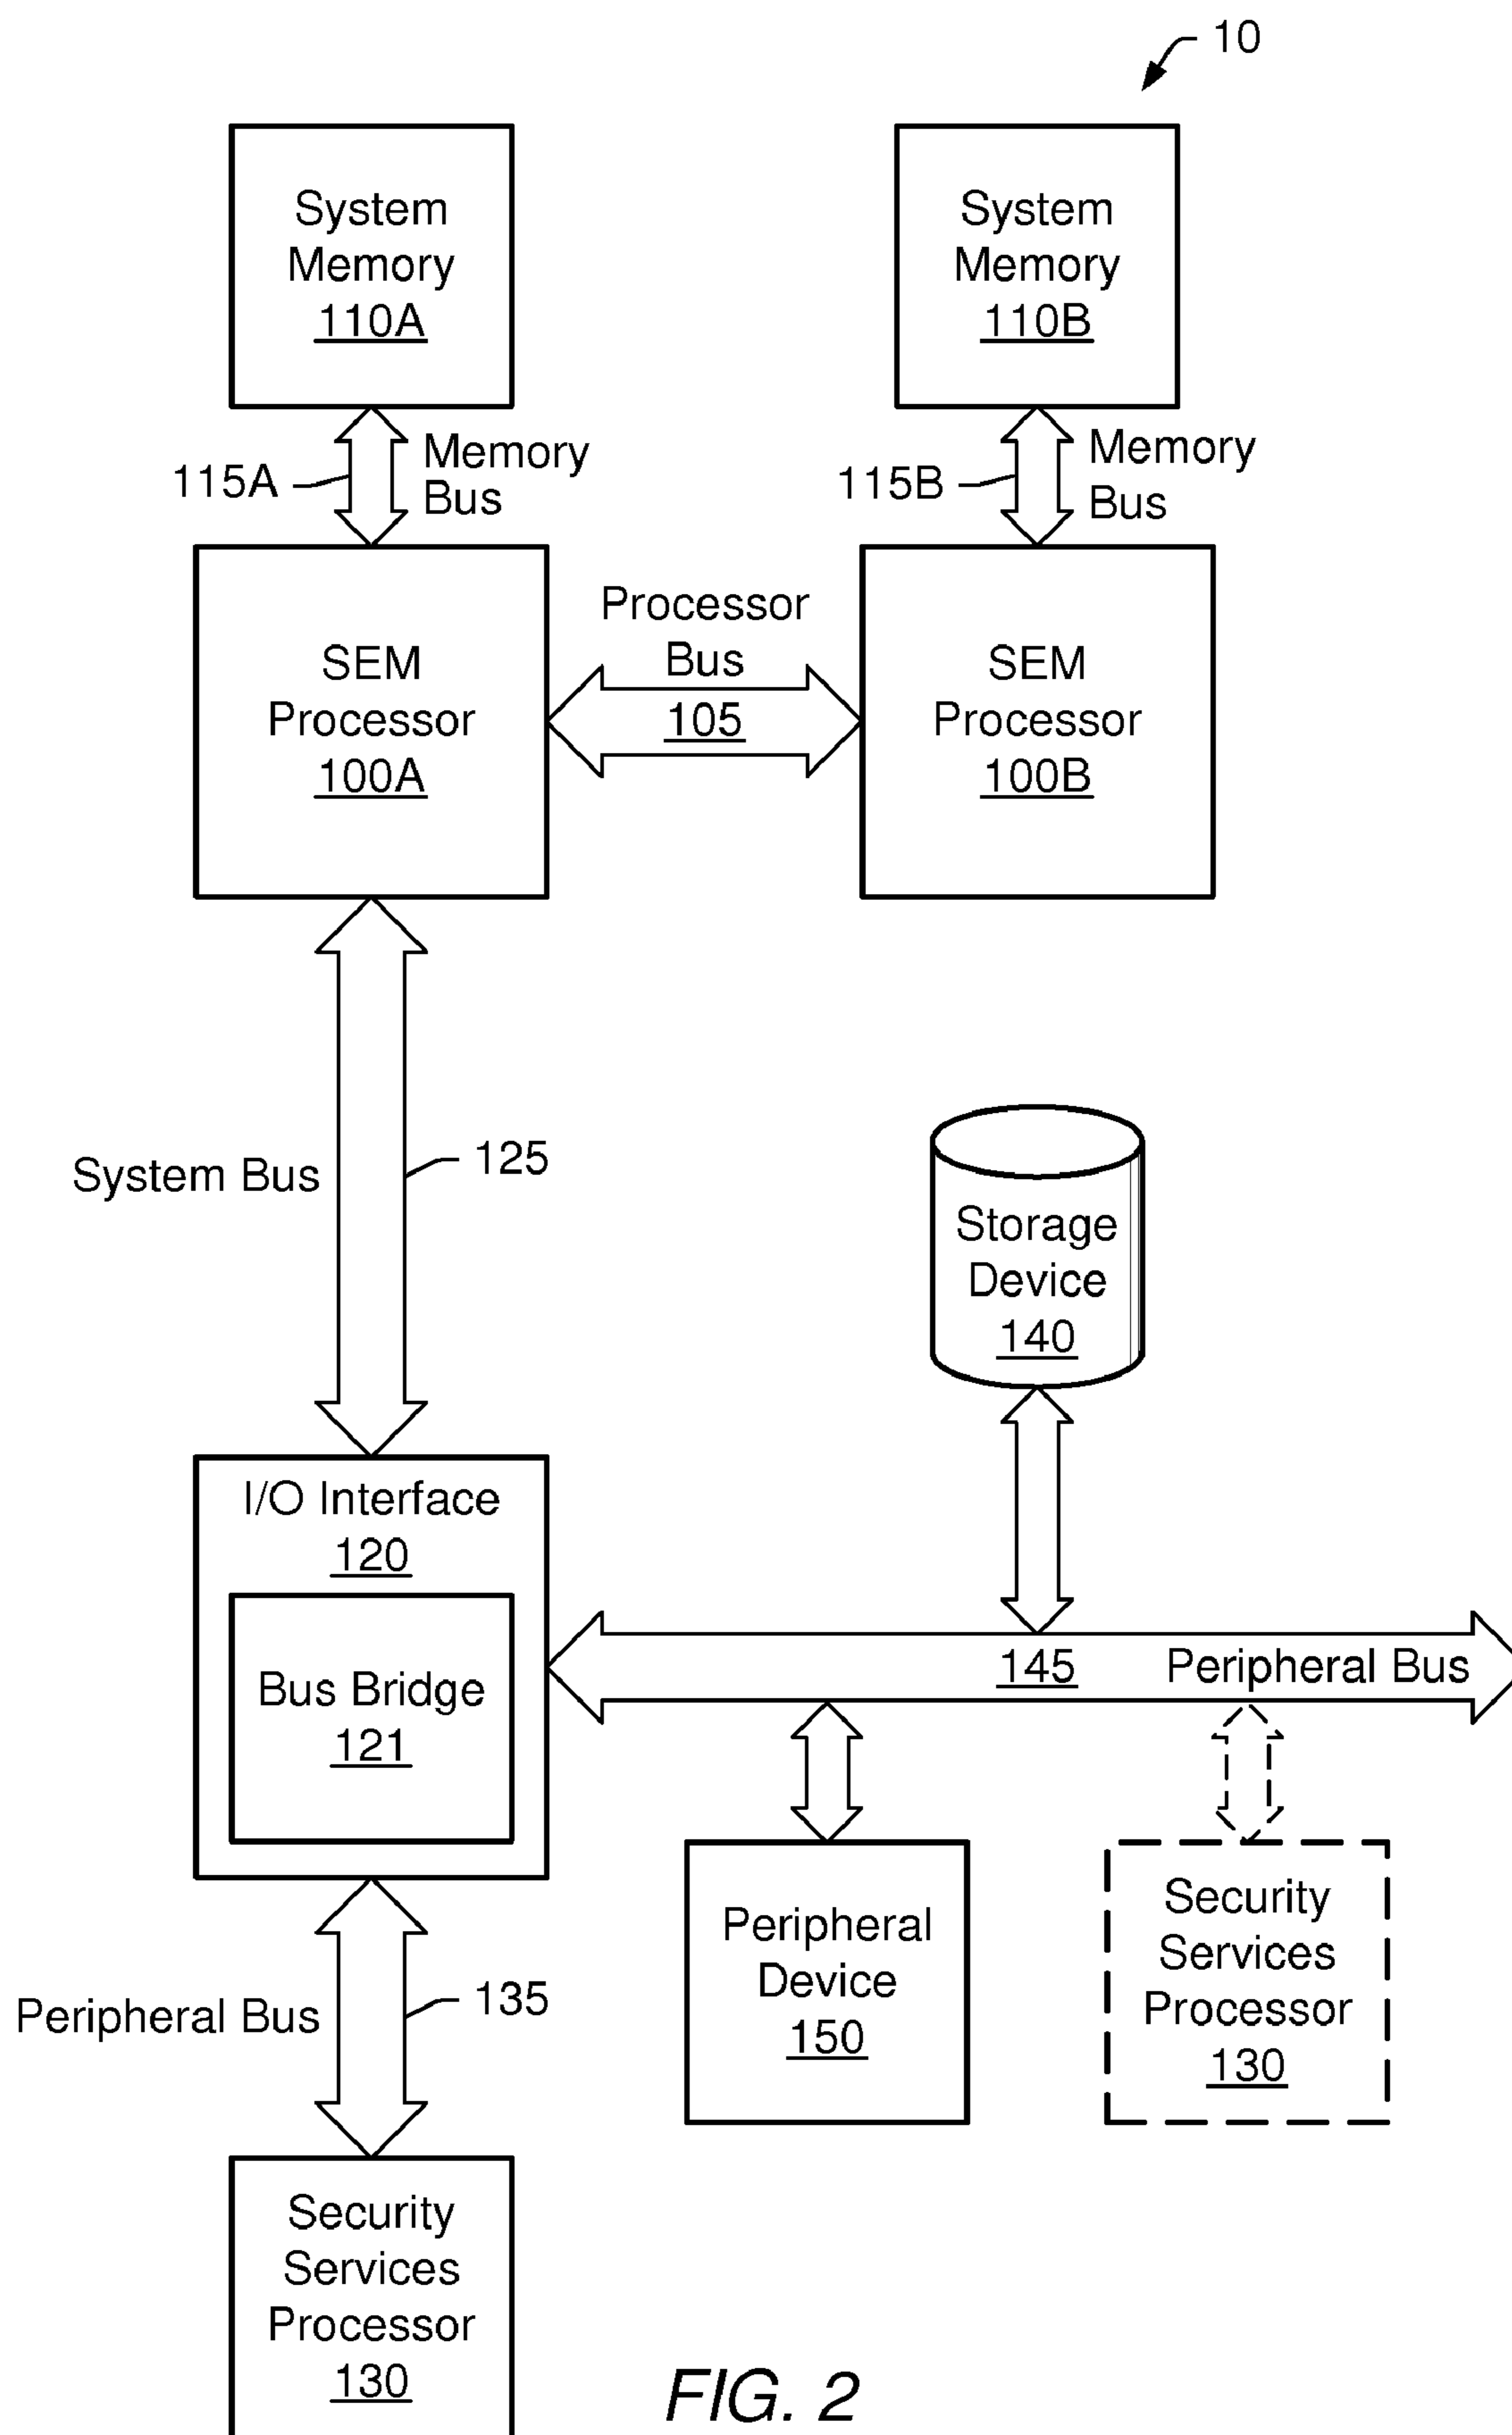 10
System
Memory
110A
System
Memory
110B
115A
Memory
Bus
115B
Memory
Bus
SEM
Processor
100A
Processor
Bus
105
SEM
Processor
100B
System Bus
125
Storage
Device
140
I/O Interface
120
Bus Bridge
121
145
Peripheral Bus
Peripheral Bus
135
Peripheral
Device
150
Security
Services
Processor
130
Security
Services
Processor
130
FIG. 2